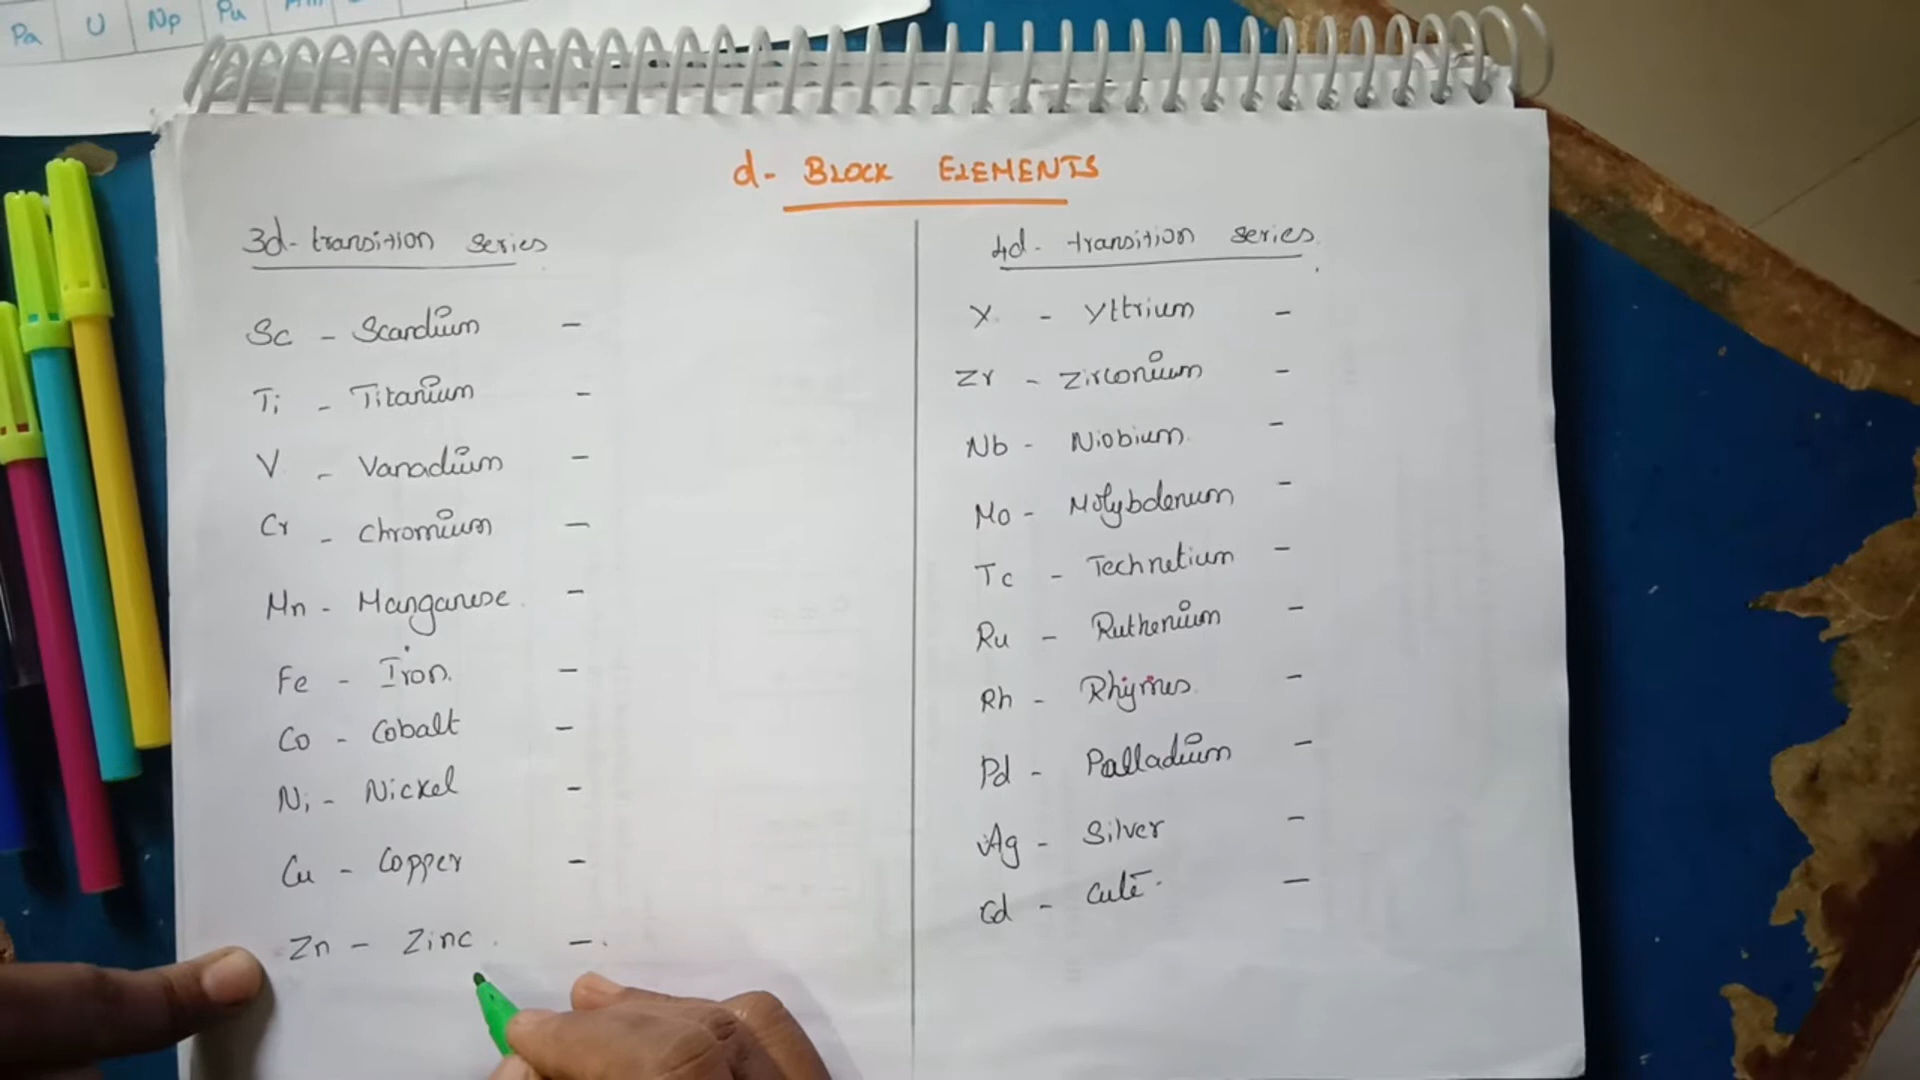 Pa U Np Pu
d- BLOCK ELEMENTS
3d- transition series
Sc - Scandium -
Ti - Titanium -
V - Vanadium -
Cr - Chromium -
Mn - Manganese -
Fe - Iron -
Co - Cobalt -
Ni - Nickel -
Cu - Copper -
Zn - Zinc -
4d- transition series
Y - Yttrium -
Zr - Zirconium -
Nb - Niobium -
Mo - Molybdenum -
Tc - Technetium -
Ru - Ruthenium -
Rh - Rhymes -
Pd - Palladium -
Ag - Silver -
Cd - Cute -